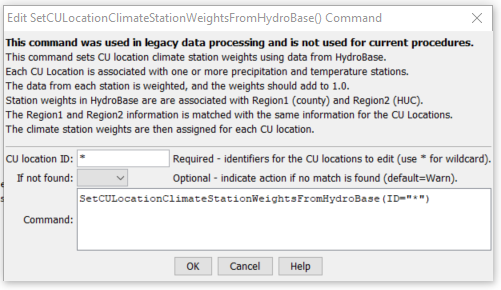 Edit SetCULocationClimateStationWeightsFromHydroBase() Command
This command was used in legacy data processing and is not used for current procedures.
This command sets CU location climate station weights using data from HydroBase.
Each CU Location is associated with one or more precipitation and temperature stations.
The data from each station is weighted, and the weights should add to 1.0.
Station weights in HydroBase are are associated with Region1 (county) and Region2 (HUC).
The Region1 and Region2 information is matched with the same information for the CU Locations.
The climate station weights are then assigned for each CU location.
CU location ID: * Required - identifiers for the CU locations to edit (use * for wildcard).
If not found: Optional - indicate action if no match is found (default=Warn).
SetCULocationClimateStationWeightsFromHydroBase(ID="*")
Command:
OK Cancel Help